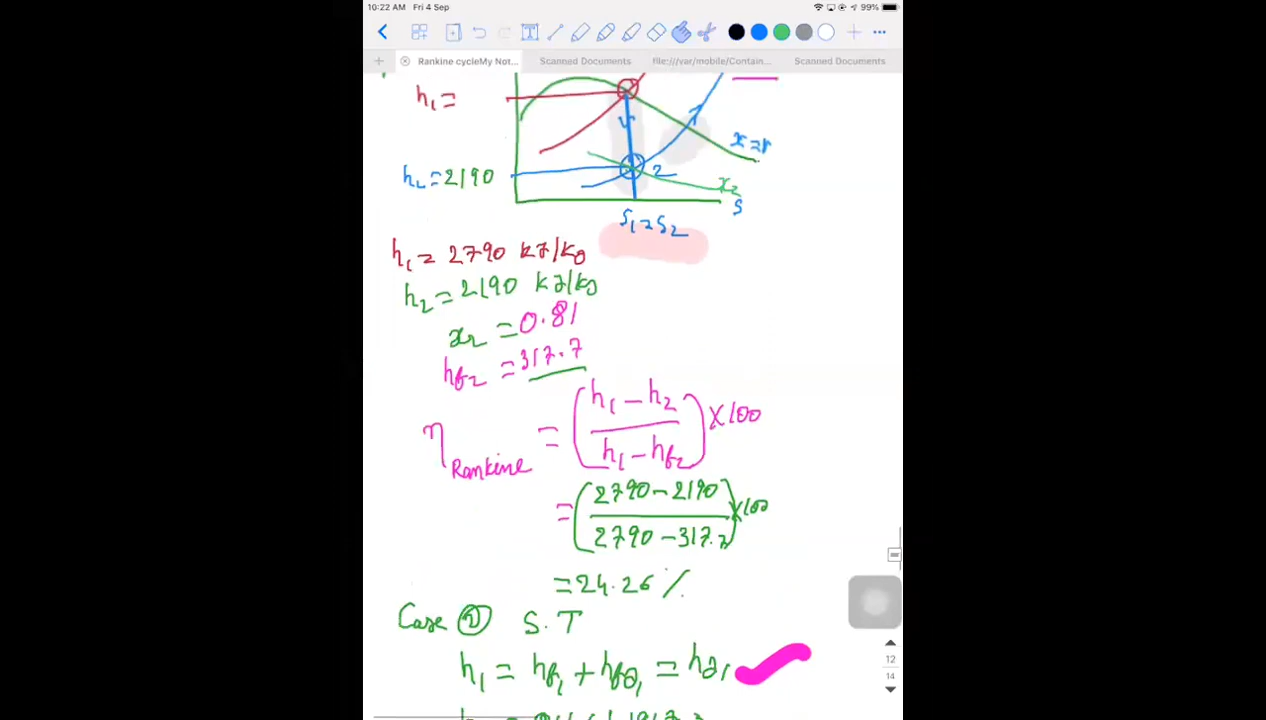 10:22 AM Fri 4 Sep 99%
Rankine cycleMy Not... Scanned Documents file:///var/mobile/Contain... Scanned Documents
h₁ =
x=1
h₂ = 2190
2
x₂
s
s₁ = s₂
h₁ = 2790 kJ/kg
h₂ = 2190 kJ/kg
x₂ = 0.81
hf₂ = 317.7
η Rankine = (h₁ - h₂ / h₁ - hf₂) × 100
= (2790 - 2190 / 2790 - 317.7) × 100
= 24.26 %
Case ② S.T
h₁ = hf₁ + hfg₁ = hg₁
12
14